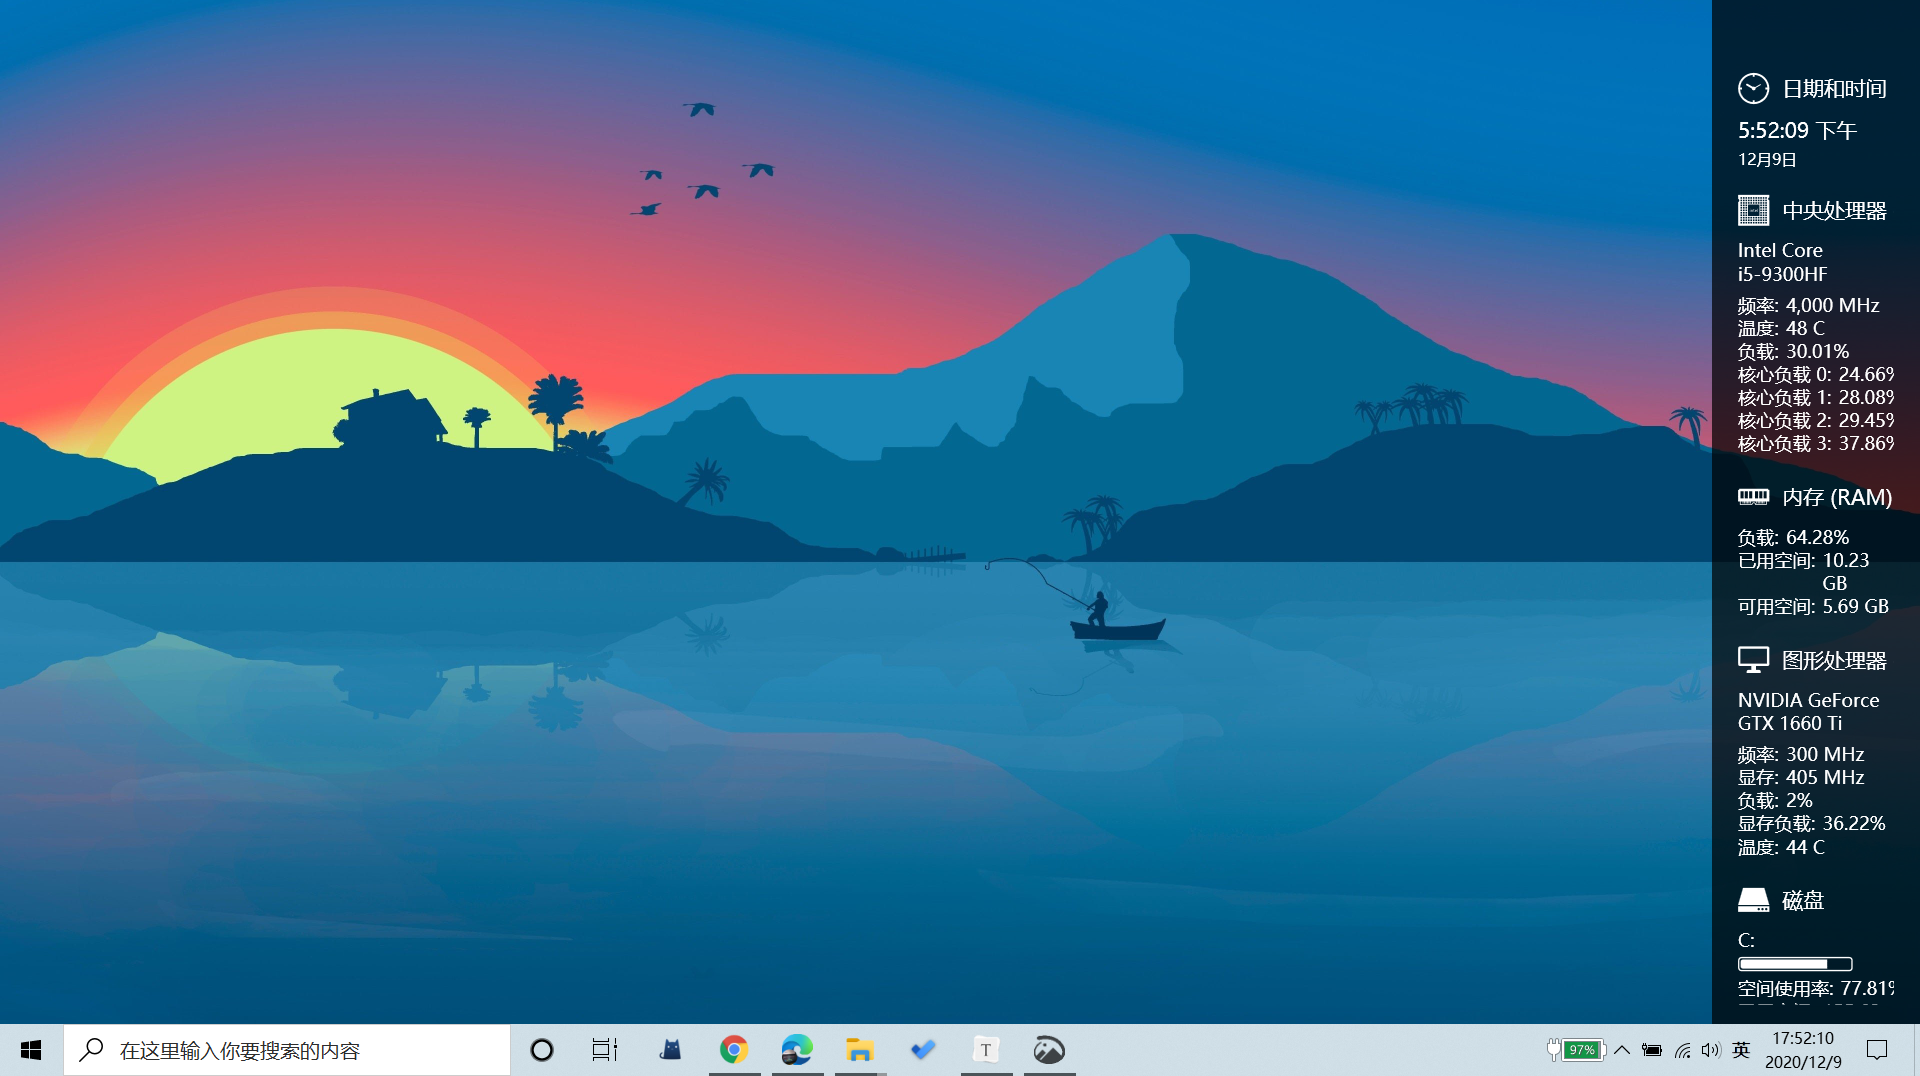 日期和时间
5:52:09 下午
12月9日
中央处理器
Intel Core
i5-9300HF
频率: 4,000 MHz
温度: 48 C
负载: 30.01%
核心负载 0: 24.66%
核心负载 1: 28.08%
核心负载 2: 29.45%
核心负载 3: 37.86%
内存 (RAM)
负载: 64.28%
已用空间: 10.23
GB
可用空间: 5.69 GB
图形处理器
NVIDIA GeForce
GTX 1660 Ti
频率: 300 MHz
显存: 405 MHz
负载: 2%
显存负载: 36.22%
温度: 44 C
磁盘
C:
空间使用率: 77.81%
在这里输入你要搜索的内容
T
97%
英
17:52:10
2020/12/9